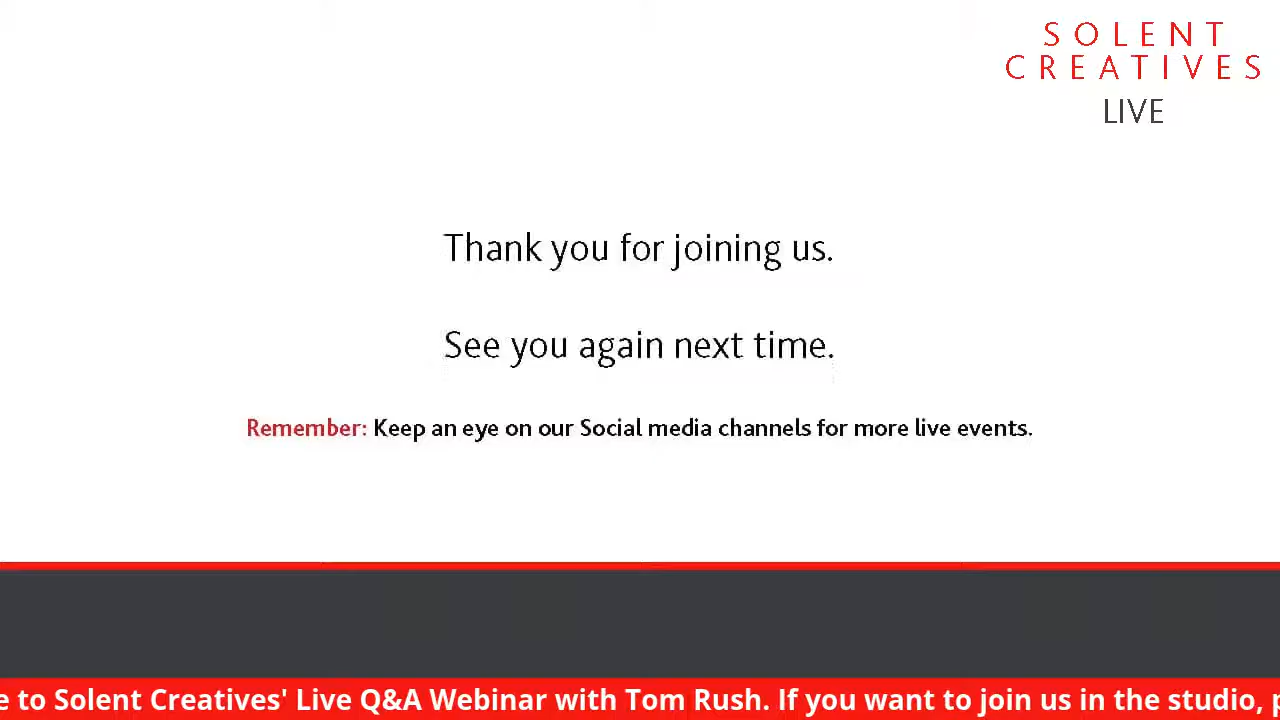 SOLENT
CREATIVES
LIVE
Thank you for joining us.
See you again next time.
Remember: Keep an eye on our Social media channels for more live events.
to Solent Creatives' Live Q&A Webinar with Tom Rush. If you want to join us in the studio,